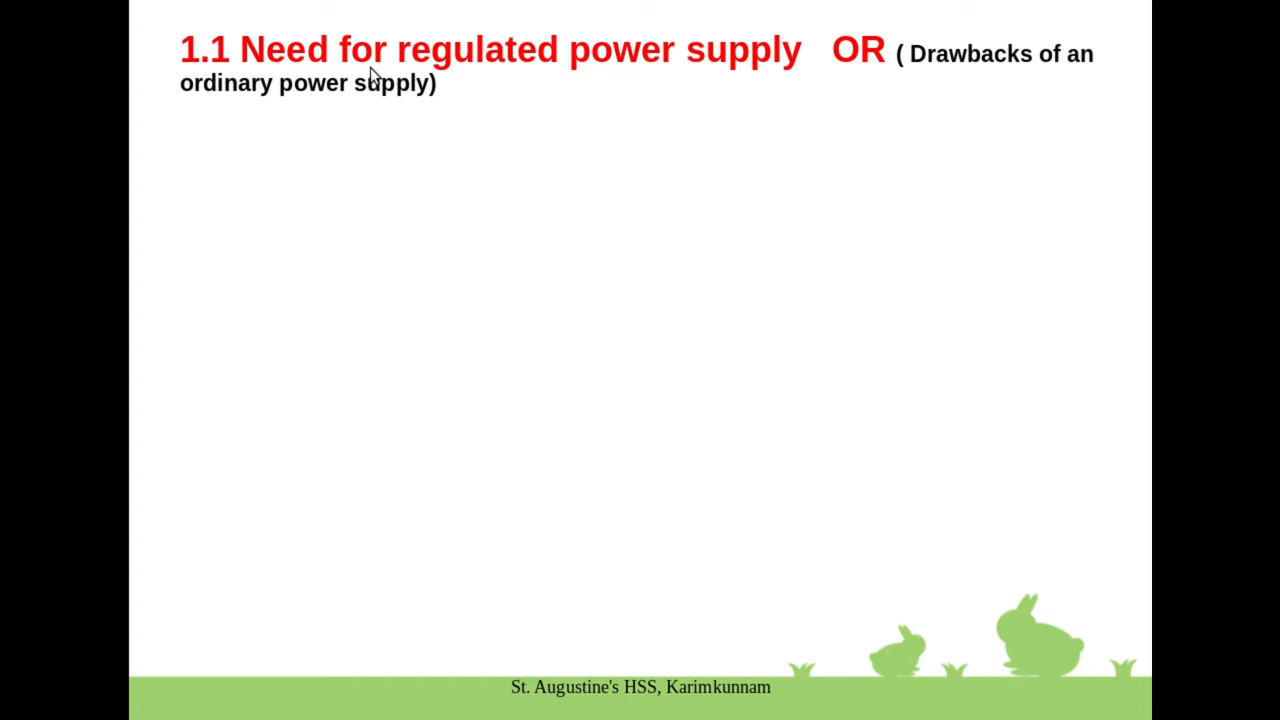 1.1 Need for regulated power supply OR ( Drawbacks of an
ordinary power supply)
St. Augustine's HSS, Karimkunnam